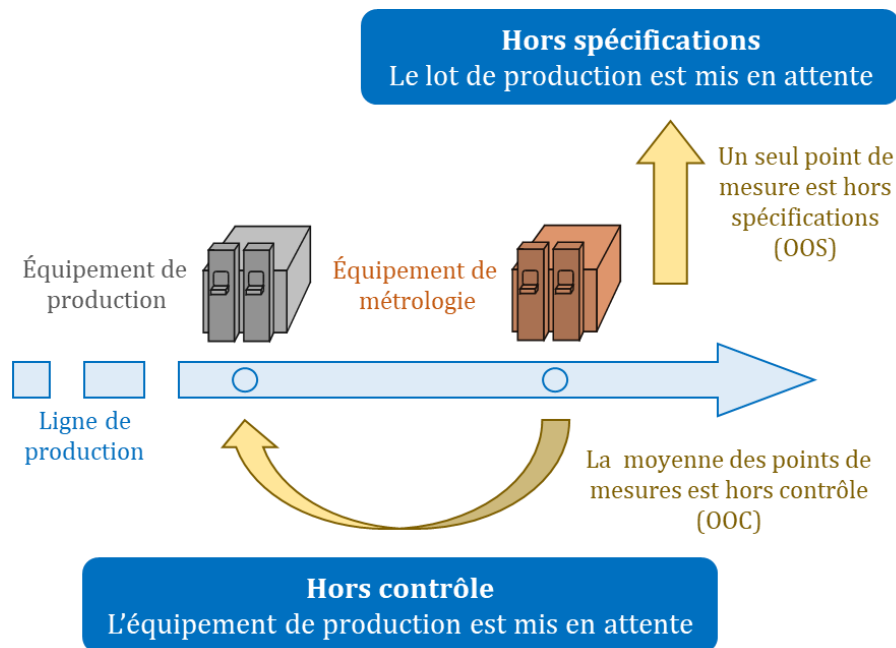 Hors spécifications
Le lot de production est mis en attente
Un seul point de
mesure est hors
spécifications
(OOS)
Équipement de
production
Équipement de
métrologie
Ligne de
production
La moyenne des points de
mesures est hors contrôle
(OOC)
Hors contrôle
L'équipement de production est mis en attente